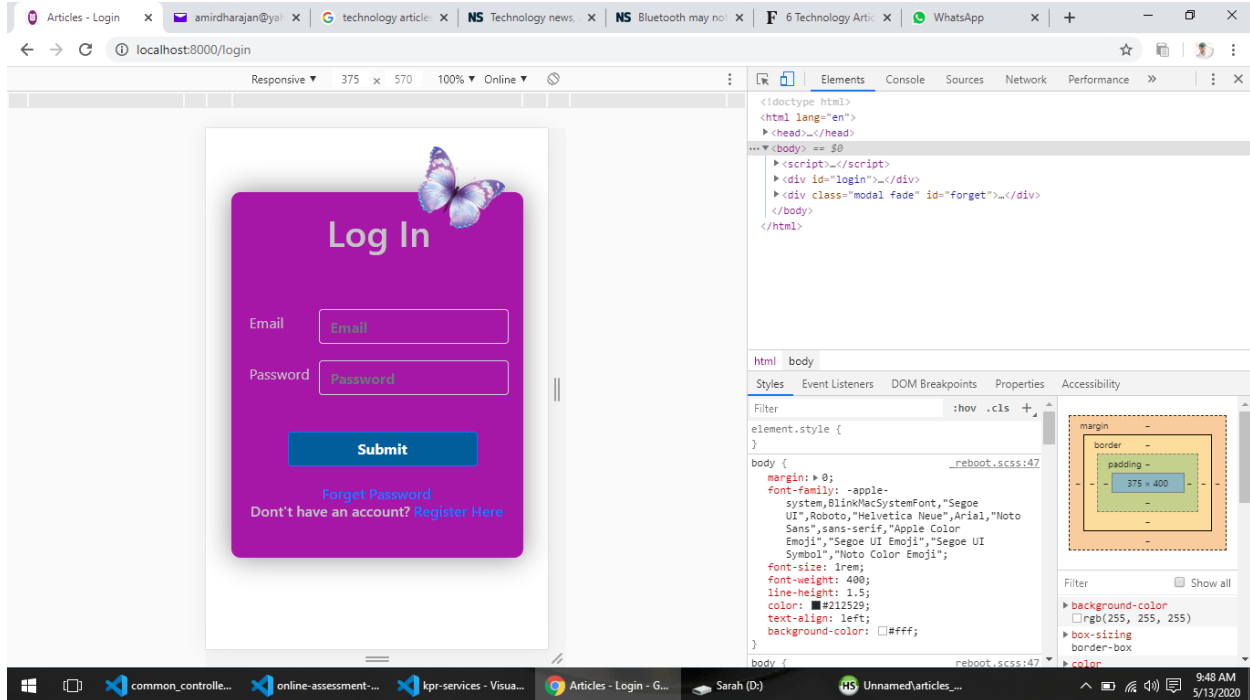 Articles - Login
amirdharajan@yah
technology article
NS Technology news,
NS Bluetooth may not
F 6 Technology Artic
WhatsApp
localhost:8000/login
Responsive ▼ 375 x 570 100% ▼ Online ▼
Elements Console Sources Network Performance »
Log In
Email Email
Password Password
Submit
Forget Password
Dont't have an account? Register Here
<!doctype html>
<html lang="en">
<head>…</head>
<body> == $0
<script>…</script>
<div id="login">…</div>
<div class="modal fade" id="forget">…</div>
</body>
</html>
html body
Styles Event Listeners DOM Breakpoints Properties Accessibility
Filter :hov .cls +
element.style {
}
body { _reboot.scss:47
margin: 0;
font-family: -apple-
system,BlinkMacSystemFont,"Segoe
UI",Roboto,"Helvetica Neue",Arial,"Noto
Sans",sans-serif,"Apple Color
Emoji","Segoe UI Emoji","Segoe UI
Symbol","Noto Color Emoji";
font-size: 1rem;
font-weight: 400;
line-height: 1.5;
color: #212529;
text-align: left;
background-color: #fff;
}
body { reboot.scss:47
margin –
border –
padding –
375 × 400
Filter Show all
background-color
rgb(255, 255, 255)
box-sizing
border-box
color
common_controlle...
online-assessment-...
kpr-services - Visua...
Articles - Login - G...
Sarah (D:)
HS Unnamed\articles_...
9:48 AM
5/13/2020